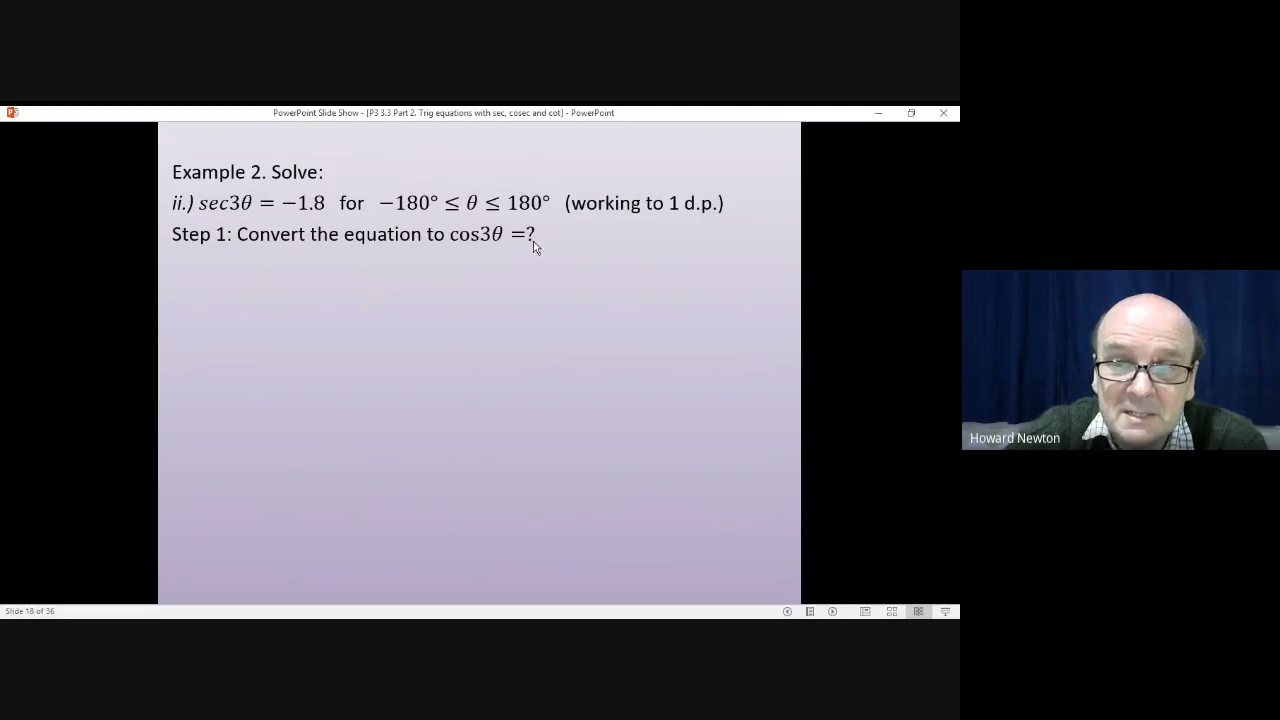 PowerPoint Slide Show - [P3 3.3 Part 2. Trig equations with sec, cosec and cot] - PowerPoint
Example 2. Solve:
ii.) sec3θ = −1.8 for −180° ≤ θ ≤ 180° (working to 1 d.p.)
Step 1: Convert the equation to cos3θ =?
Howard Newton
Slide 18 of 36